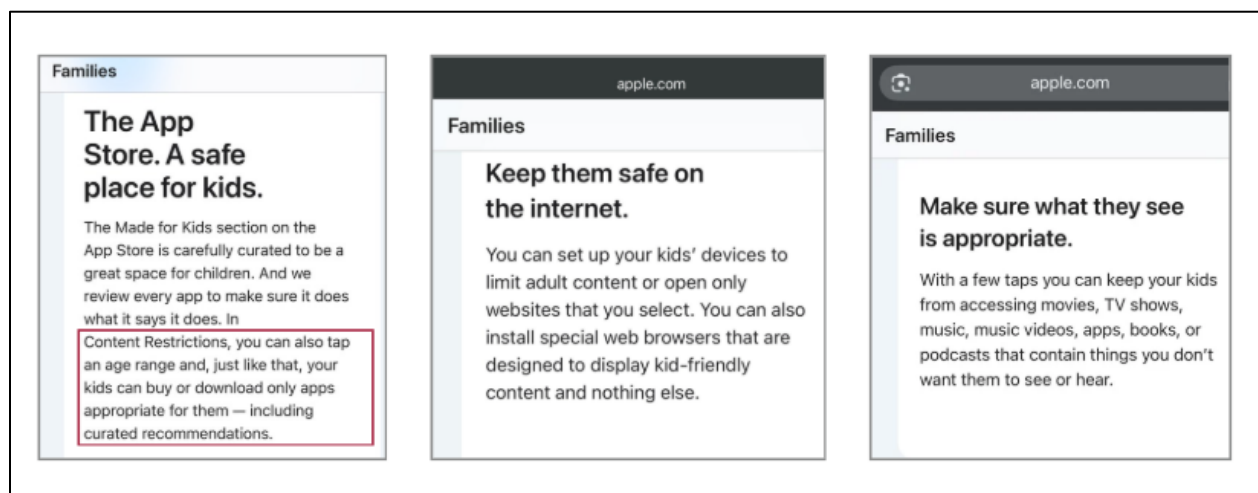 Families
The App
Store. A safe
place for kids.
The Made for Kids section on the
App Store is carefully curated to be a
great space for children. And we
review every app to make sure it does
what it says it does. In
Content Restrictions, you can also tap
an age range and, just like that, your
kids can buy or download only apps
appropriate for them — including
curated recommendations.
apple.com
Families
Keep them safe on
the internet.
You can set up your kids’ devices to
limit adult content or open only
websites that you select. You can also
install special web browsers that are
designed to display kid-friendly
content and nothing else.
apple.com
Families
Make sure what they see
is appropriate.
With a few taps you can keep your kids
from accessing movies, TV shows,
music, music videos, apps, books, or
podcasts that contain things you don’t
want them to see or hear.